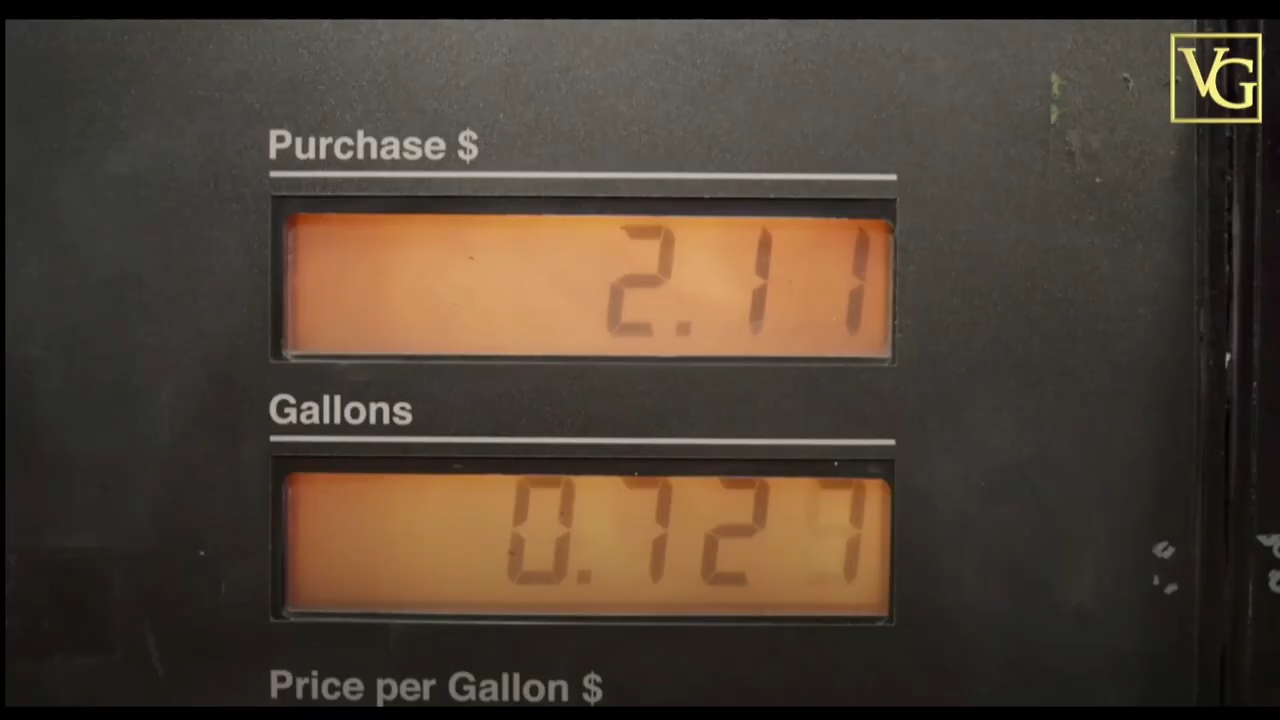 VG
Purchase $
2.11
Gallons
0.727
Price per Gallon $